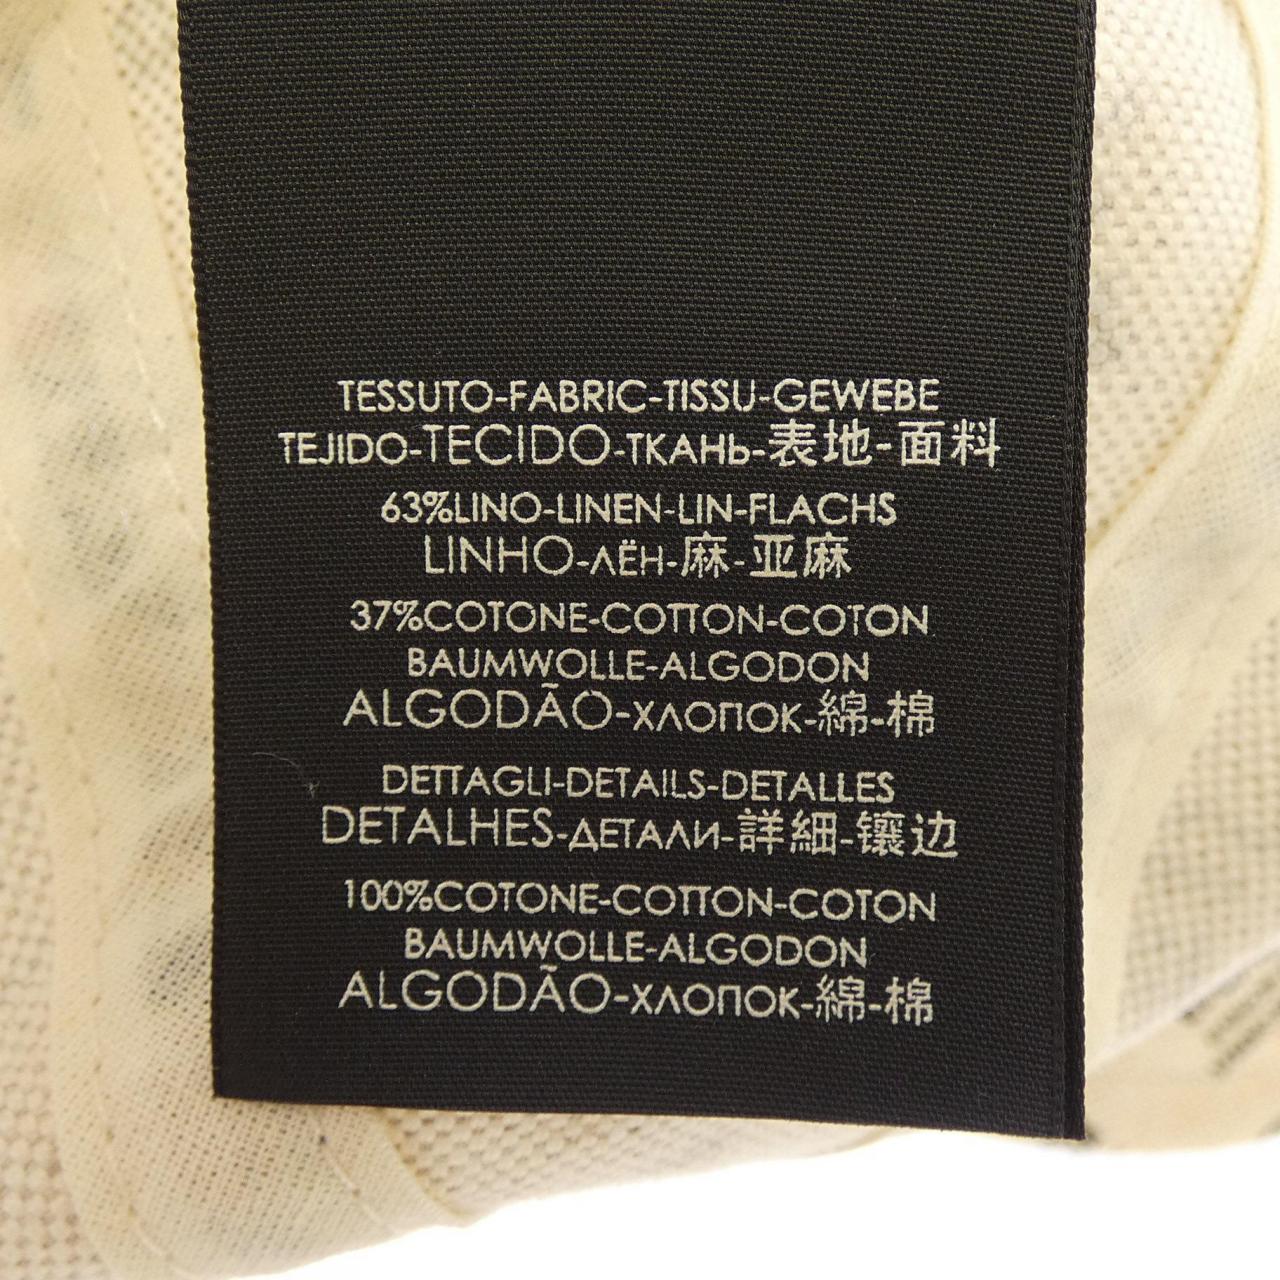 TESSUTO-FABRIC-TISSU-GEWEBE
TEJIDO-TECIDO-ТКАНЬ-表地-面料
63%LINO-LINEN-LIN-FLACHS
LINHO-ЛЁН-麻-亚麻
37%COTONE-COTTON-COTON
BAUMWOLLE-ALGODON
ALGODÃO-ХЛОПОК-綿-棉
DETTAGLI-DETAILS-DETALLES
DETALHES-ДЕТАЛИ-詳細-镶边
100%COTONE-COTTON-COTON
BAUMWOLLE-ALGODON
ALGODÃO-ХЛОПОК-綿-棉